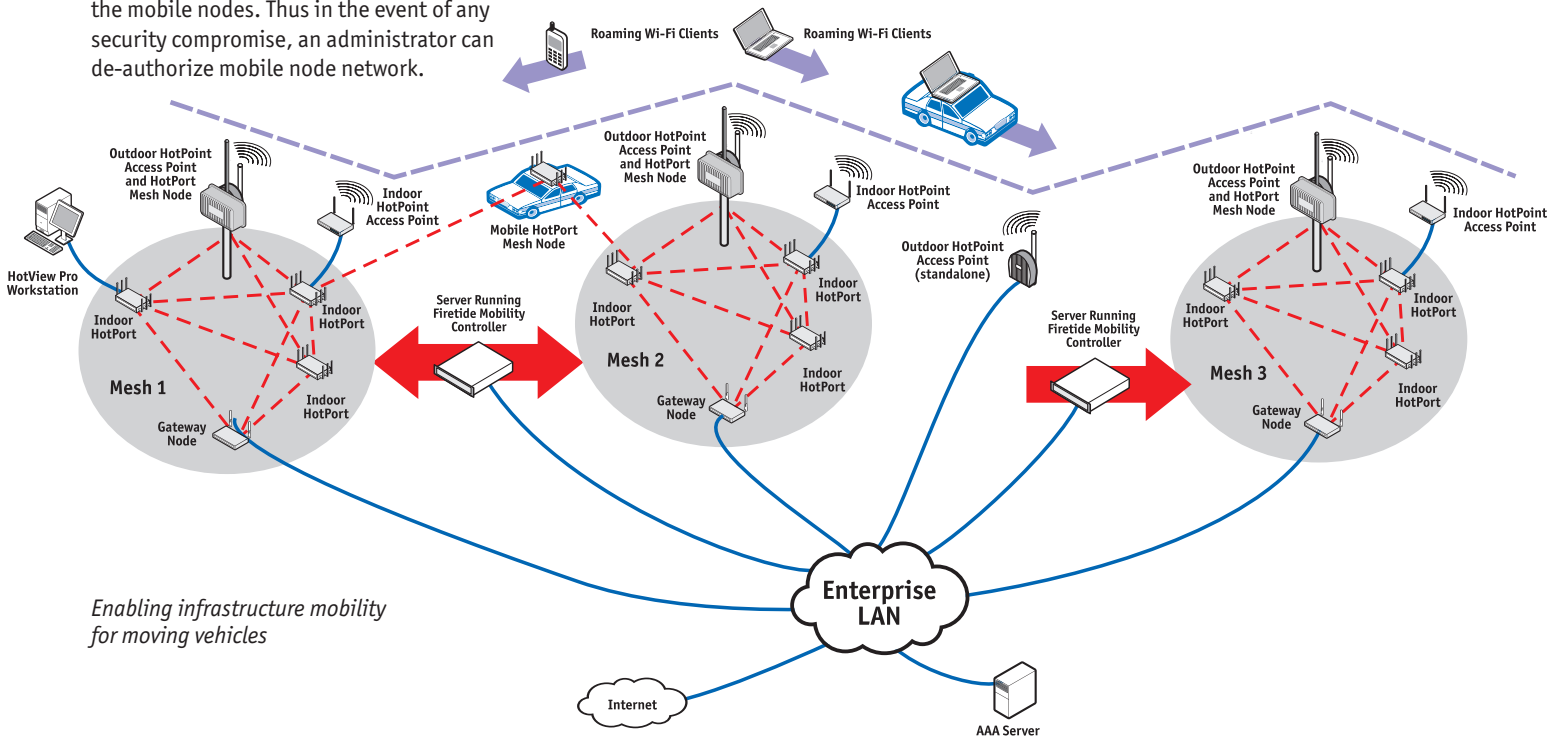 the mobile nodes. Thus in the event of any
security compromise, an administrator can
de-authorize mobile node network.
Roaming Wi-Fi Clients
Roaming Wi-Fi Clients
Outdoor HotPoint
Access Point
and HotPort
Mesh Node
Indoor
HotPoint
Access Point
HotView Pro
Workstation
Indoor
HotPort
Indoor
HotPort
Indoor
HotPort
Mesh 1
Gateway
Node
Mobile HotPort
Mesh Node
Server Running
Firetide Mobility
Controller
Outdoor HotPoint
Access Point
and HotPort
Mesh Node
Indoor HotPoint
Access Point
Indoor
HotPort
Indoor
HotPort
Indoor
HotPort
Mesh 2
Gateway
Node
Outdoor HotPoint
Access Point
(standalone)
Server Running
Firetide Mobility
Controller
Outdoor HotPoint
Access Point
and HotPort
Mesh Node
Indoor HotPoint
Access Point
Indoor
HotPort
Indoor
HotPort
Indoor
HotPort
Mesh 3
Gateway
Node
Enterprise
LAN
Enabling infrastructure mobility
for moving vehicles
Internet
AAA Server